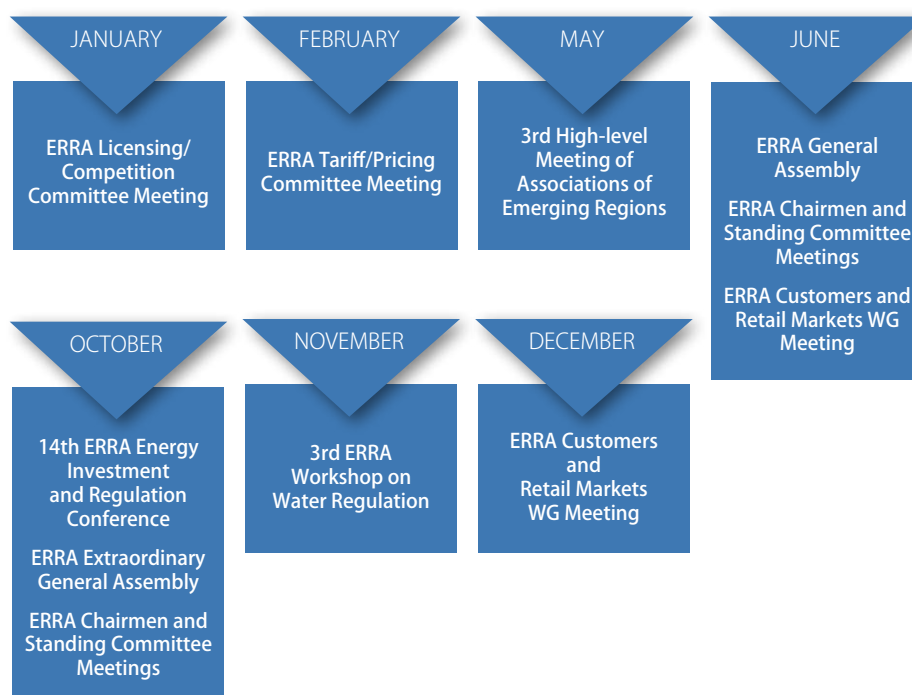 JANUARY
ERRA Licensing/
Competition
Committee Meeting
FEBRUARY
ERRA Tariff/Pricing
Committee Meeting
MAY
3rd High-level
Meeting of
Associations of
Emerging Regions
JUNE
ERRA General
Assembly
ERRA Chairmen and
Standing Committee
Meetings
ERRA Customers and
Retail Markets WG
Meeting
OCTOBER
14th ERRA Energy
Investment
and Regulation
Conference
ERRA Extraordinary
General Assembly
ERRA Chairmen and
Standing Committee
Meetings
NOVEMBER
3rd ERRA
Workshop on
Water Regulation
DECEMBER
ERRA Customers
and
Retail Markets
WG Meeting